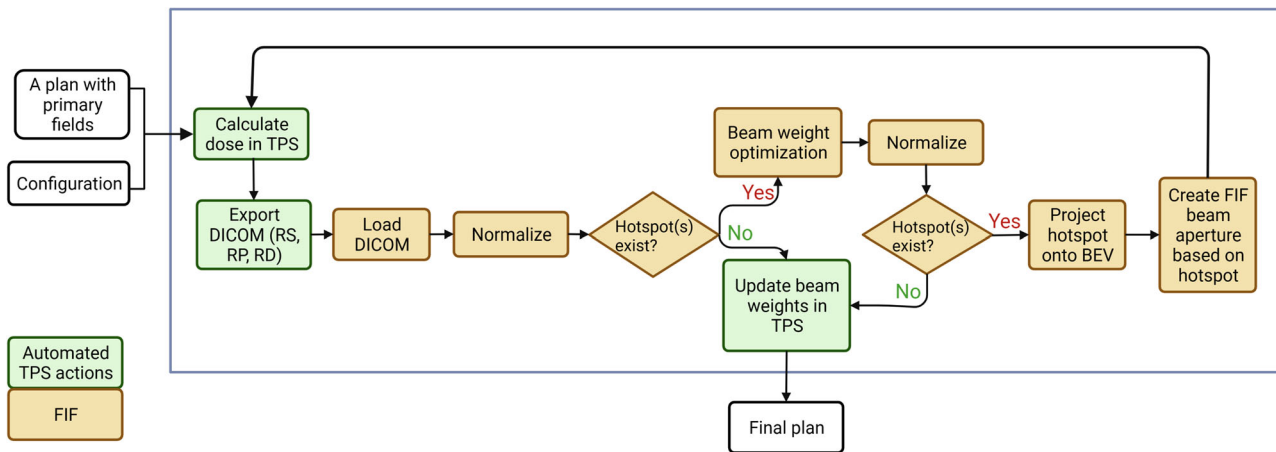 A plan with
primary
fields
Configuration
Calculate
dose in TPS
Export
DICOM (RS,
RP, RD)
Load
DICOM
Normalize
Hotspot(s)
exist?
Yes
No
Beam weight
optimization
Normalize
Hotspot(s)
exist?
Yes
No
Project
hotspot
onto BEV
Create FIF
beam
aperture
based on
hotspot
Update beam
weights in
TPS
Final plan
Automated
TPS actions
FIF